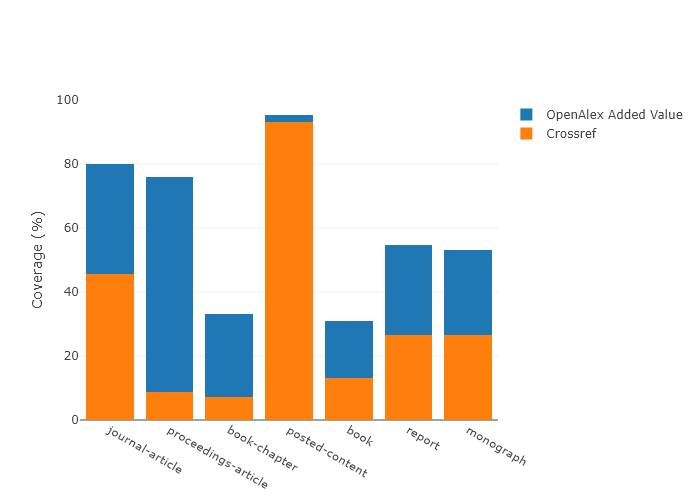 100
80
60
40
20
0
Coverage (%)
journal-article
proceedings-article
book-chapter
posted-content
book
report
monograph
OpenAlex Added Value
Crossref